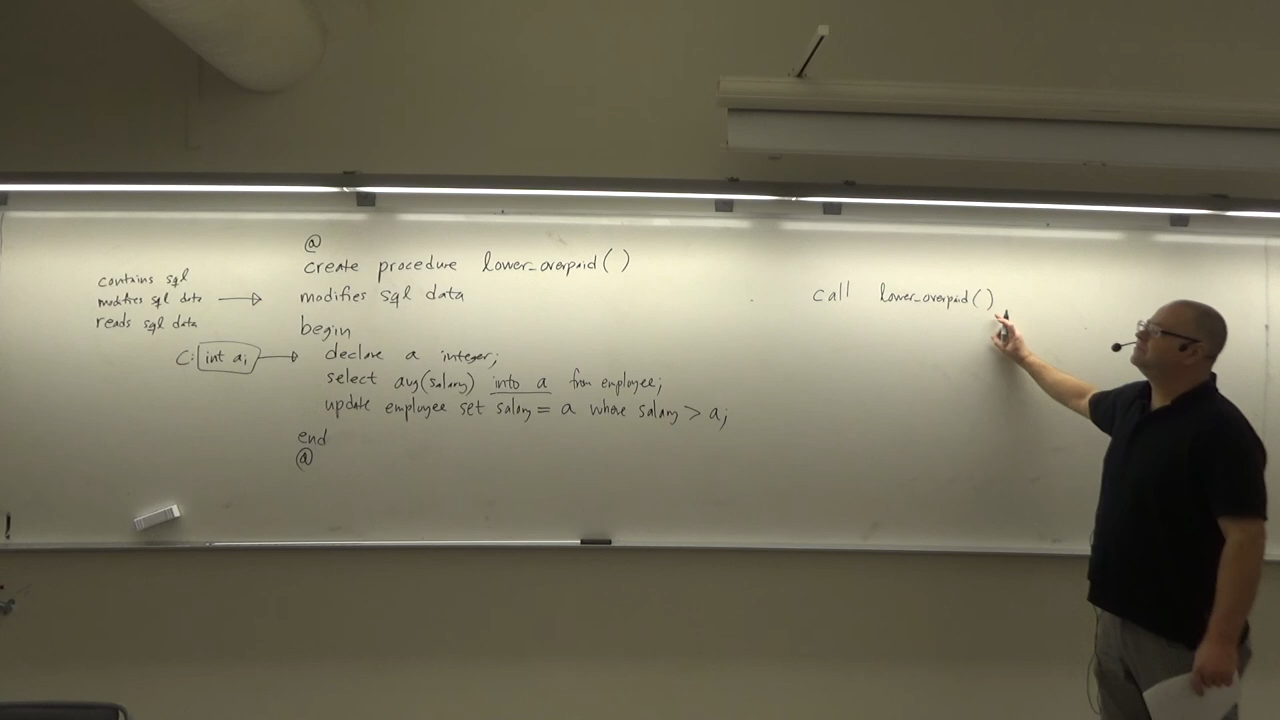 @
create procedure lower_overpaid()
contains sql
modifies sql data
reads sql data
modifies sql data
begin
C: int a;
declare a integer;
select avg(salary) into a from employee;
update employee set salary = a where salary > a;
end
@
call lower_overpaid()